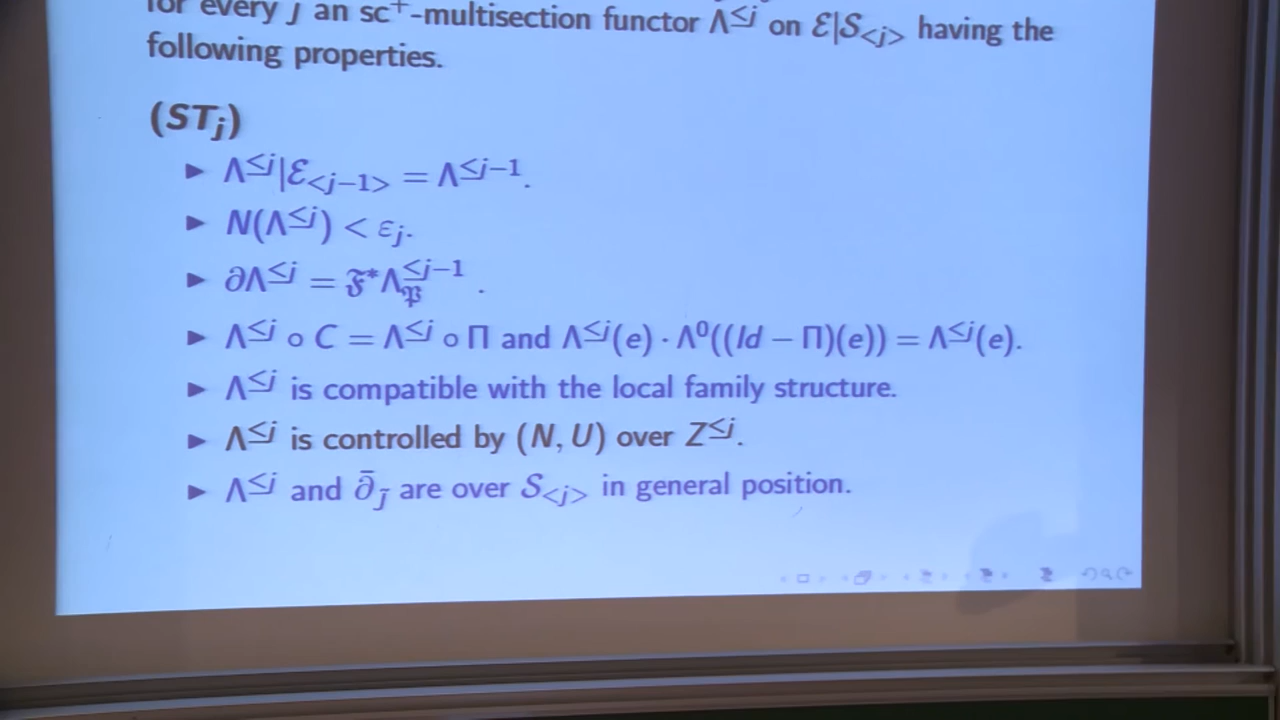 for every j an sc⁺-multisection functor Λ^{≤j} on ℰ|S_{<j>} having the
following properties.
(ST_j)
▶ Λ^{≤j}|ℰ_{<j−1>} = Λ^{≤j−1}.
▶ N(Λ^{≤j}) < ε_j.
▶ ∂Λ^{≤j} = 𝔉*Λ_𝔓^{≤j−1} .
▶ Λ^{≤j} ∘ C = Λ^{≤j} ∘ Π and Λ^{≤j}(e) · Λ⁰((Id − Π)(e)) = Λ^{≤j}(e).
▶ Λ^{≤j} is compatible with the local family structure.
▶ Λ^{≤j} is controlled by (N, U) over Z^{≤j}.
▶ Λ^{≤j} and ∂̄_{J̃} are over S_{<j>} in general position.